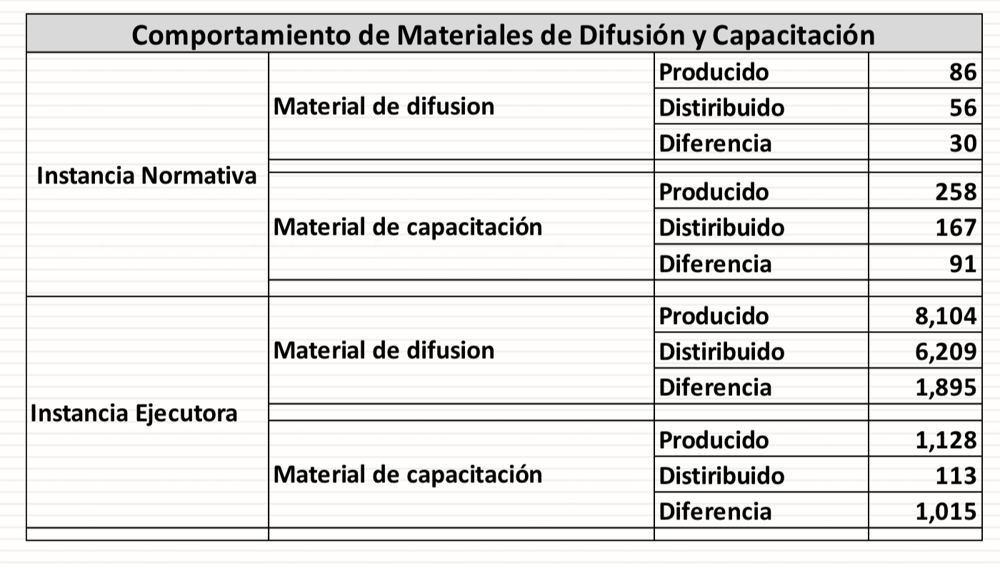 Comportamiento de Materiales de Difusión y Capacitación
Instancia Normativa
Material de difusion
Producido 86
Distiribuido 56
Diferencia 30
Material de capacitación
Producido 258
Distiribuido 167
Diferencia 91
Instancia Ejecutora
Material de difusion
Producido 8,104
Distiribuido 6,209
Diferencia 1,895
Material de capacitación
Producido 1,128
Distiribuido 113
Diferencia 1,015